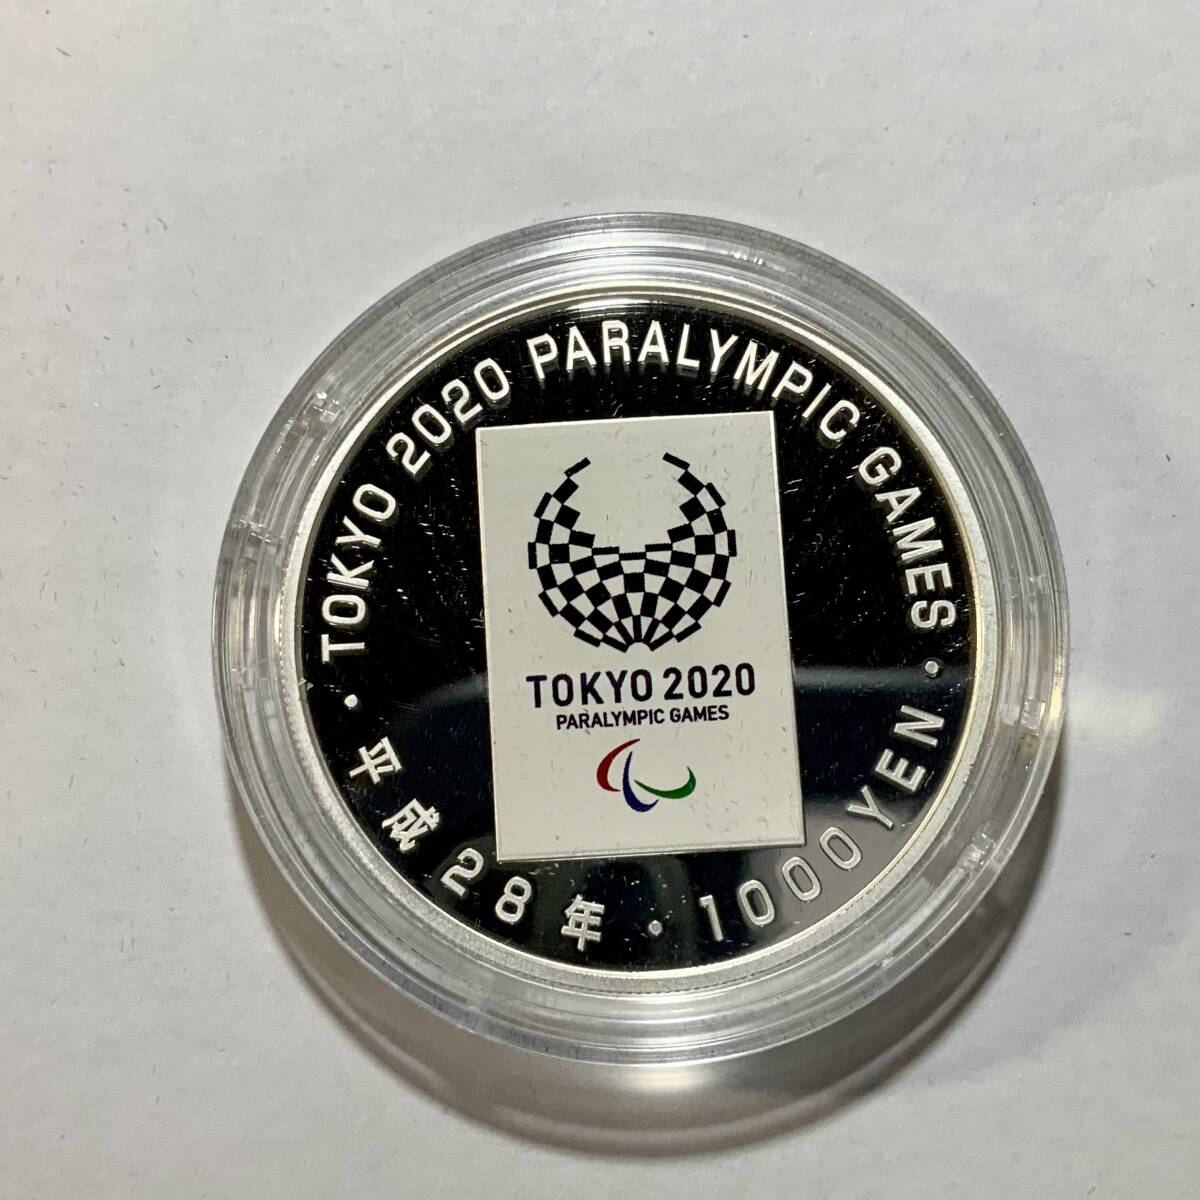 TOKYO 2020 PARALYMPIC GAMES
TOKYO 2020
PARALYMPIC GAMES
平成28年・1000YEN